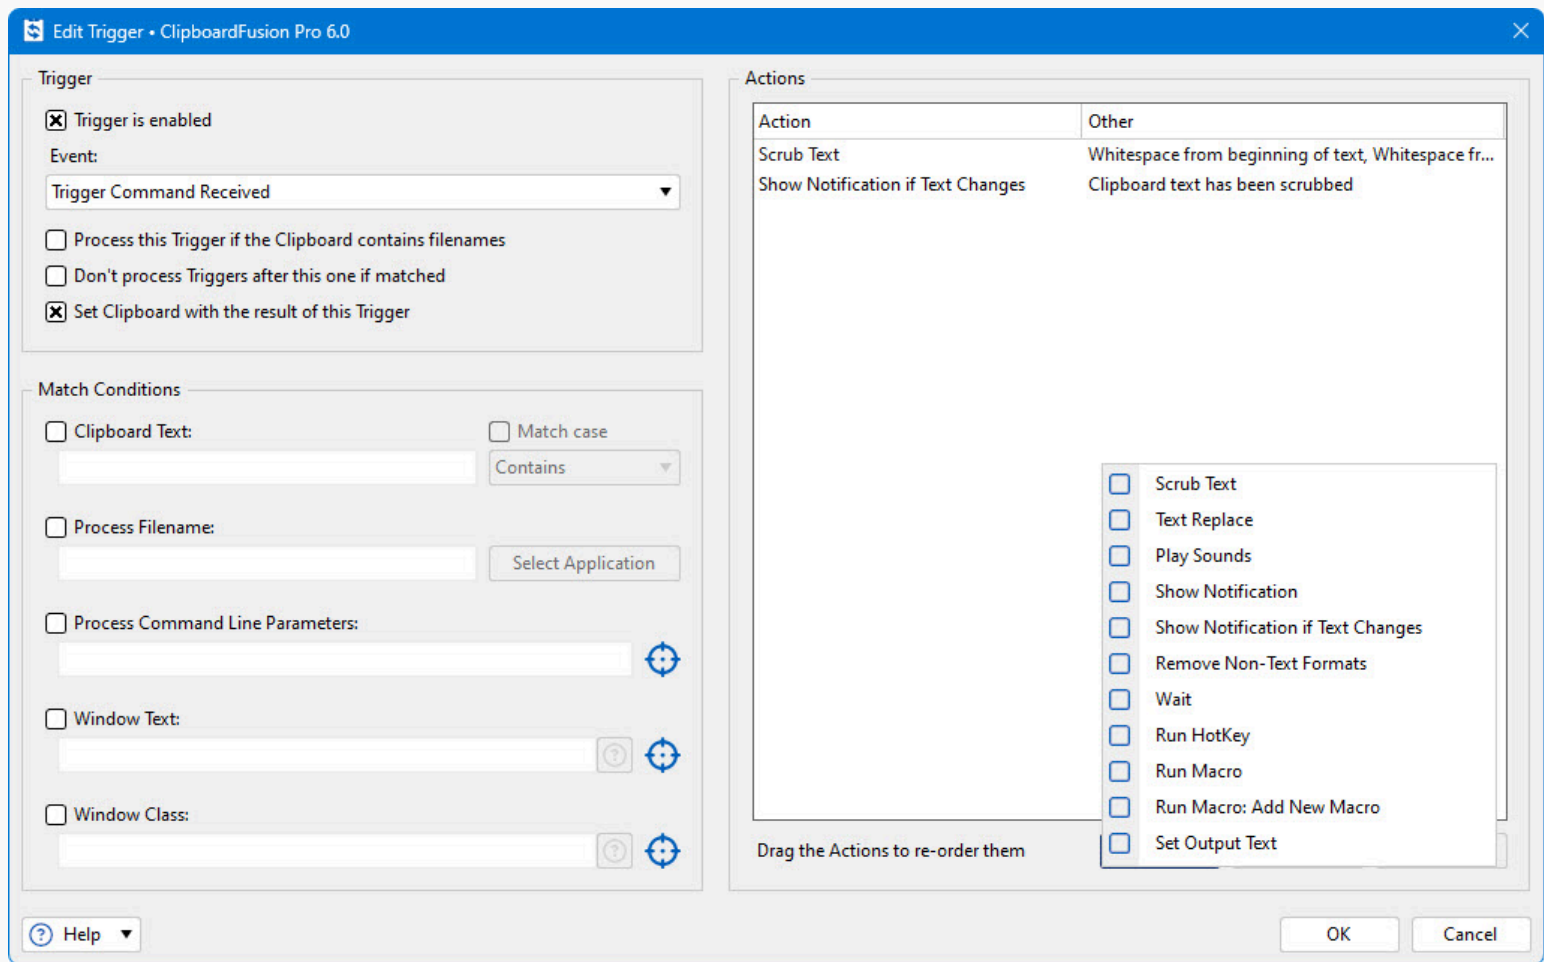 Edit Trigger • ClipboardFusion Pro 6.0
Trigger
Trigger is enabled
Event:
Trigger Command Received
Process this Trigger if the Clipboard contains filenames
Don't process Triggers after this one if matched
Set Clipboard with the result of this Trigger
Match Conditions
Clipboard Text:
Match case
Contains
Process Filename:
Select Application
Process Command Line Parameters:
Window Text:
Window Class:
Actions
Action Other
Scrub Text Whitespace from beginning of text, Whitespace fr...
Show Notification if Text Changes Clipboard text has been scrubbed
Scrub Text
Text Replace
Play Sounds
Show Notification
Show Notification if Text Changes
Remove Non-Text Formats
Wait
Run HotKey
Run Macro
Run Macro: Add New Macro
Set Output Text
Drag the Actions to re-order them
Help
OK
Cancel